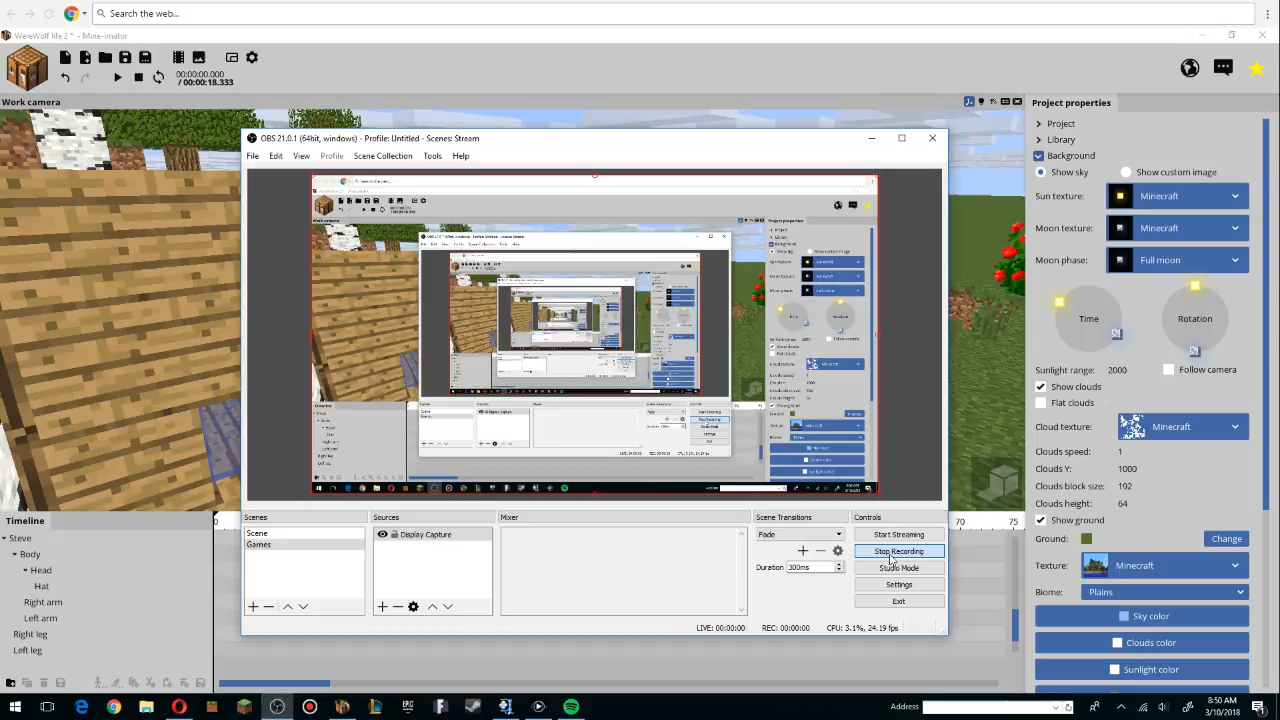 Search the web...
WereWolf life 2 * - Mine-imator
00:00:00.000
/ 00:00:18.333
Work camera
Project properties
Project
Library
Background
Show sky
Show custom image
Sun texture:
Minecraft
Moon texture:
Minecraft
Moon phase:
Full moon
Time
Rotation
Sunlight range: 2000
Follow camera
Show clouds
Flat clouds
Cloud texture:
Minecraft
Clouds speed: 1
Clouds Y: 1000
Clouds block size: 192
Clouds height: 64
Show ground
Ground:
Change
Texture:
Minecraft
Biome: Plains
Sky color
Clouds color
Sunlight color
OBS 21.0.1 (64bit, windows) - Profile: Untitled - Scenes: Stream
File Edit View Profile Scene Collection Tools Help
Scenes
Scene
Games
Sources
Display Capture
Mixer
Scene Transitions
Fade
Duration 300ms
Controls
Start Streaming
Stop Recording
Studio Mode
Settings
Exit
LIVE: 00:00:00 REC: 00:00:00 CPU: 3.1%, 24.19 fps
Timeline
0
70 75
Steve
Body
Head
Hat
Right arm
Left arm
Right leg
Left leg
Address
8:50 AM
3/10/2018